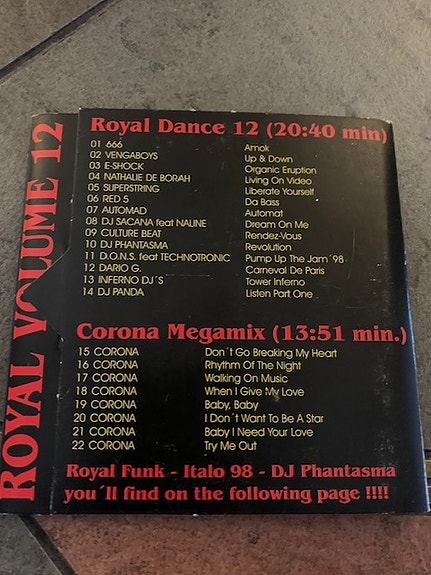 ROYAL VOLUME 12
Royal Dance 12 (20:40 min)
01 666 Amok
02 VENGABOYS Up & Down
03 E-SHOCK Organic Eruption
04 NATHALIE DE BORAH Living On Video
05 SUPERSTRING Liberate Yourself
06 RED 5 Da Bass
07 AUTOMAD Automat
08 DJ SACANA feat NALINE Dream On Me
09 CULTURE BEAT Rendez-Vous
10 DJ PHANTASMA Revolution
11 D.O.N.S. feat TECHNOTRONIC Pump Up The Jam´98
12 DARIO G. Carneval De Paris
13 INFERNO DJ´S Tower Inferno
14 DJ PANDA Listen Part One
Corona Megamix (13:51 min.)
15 CORONA Don´t Go Breaking My Heart
16 CORONA Rhythm Of The Night
17 CORONA Walking On Music
18 CORONA When I Give My Love
19 CORONA Baby, Baby
20 CORONA I Don´t Want To Be A Star
21 CORONA Baby I Need Your Love
22 CORONA Try Me Out
Royal Funk - Italo 98 - DJ Phantasma
you´ll find on the following page !!!!